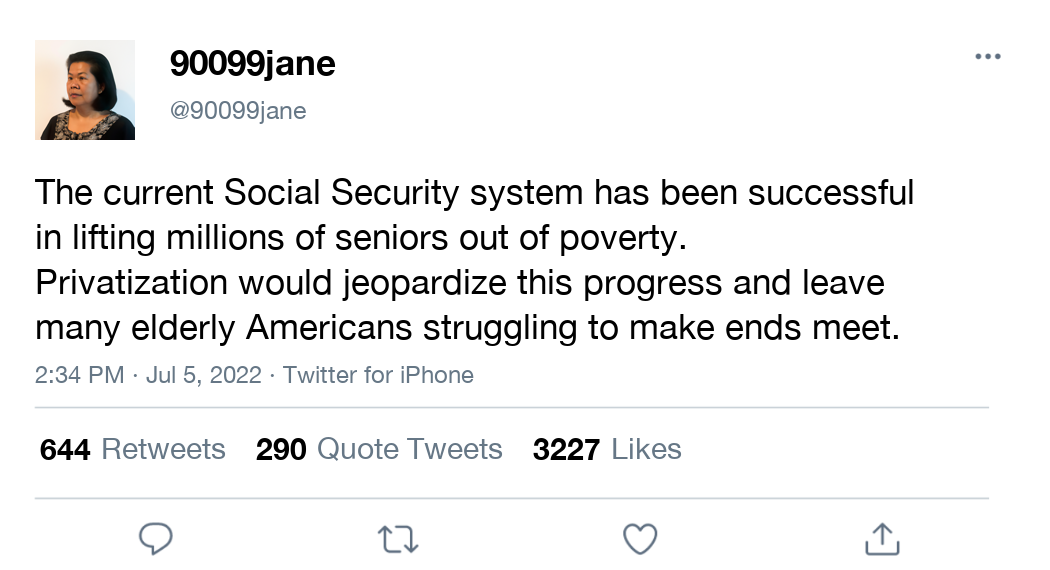 90099jane
@90099jane
The current Social Security system has been successful
in lifting millions of seniors out of poverty.
Privatization would jeopardize this progress and leave
many elderly Americans struggling to make ends meet.
2:34 PM · Jul 5, 2022 · Twitter for iPhone
644 Retweets 290 Quote Tweets 3227 Likes